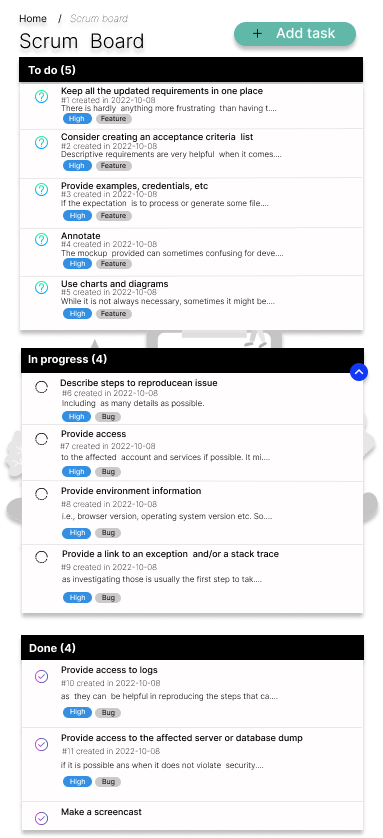 Home / Scrum board
Scrum Board
+ Add task
To do (5)
Keep all the updated requirements in one place
#1 created in 2022-10-08
There is hardly anything more frustrating than having t....
High Feature
Consider creating an acceptance criteria list
#2 created in 2022-10-08
Descriptive requirements are very helpful when it comes....
High Feature
Provide examples, credentials, etc
#3 created in 2022-10-08
If the expectation is to process or generate some file....
High Feature
Annotate
#4 created in 2022-10-08
The mockup provided can sometimes confusing for deve....
High Feature
Use charts and diagrams
#5 created in 2022-10-08
While it is not always necessary, sometimes it might be....
High Feature
In progress (4)
Describe steps to reproducean issue
#6 created in 2022-10-08
Including as many details as possible.
High Bug
Provide access
#7 created in 2022-10-08
to the affected account and services if possible. It mi....
High Bug
Provide environment information
#8 created in 2022-10-08
i.e., browser version, operating system version etc. So....
High Bug
Provide a link to an exception and/or a stack trace
#9 created in 2022-10-08
as investigating those is usually the first step to tak....
High Bug
Done (4)
Provide access to logs
#10 created in 2022-10-08
as they can be helpful in reproducing the steps that ca....
High Bug
Provide access to the affected server or database dump
#11 created in 2022-10-08
if it is possible ans when it does not violate security....
High Bug
Make a screencast